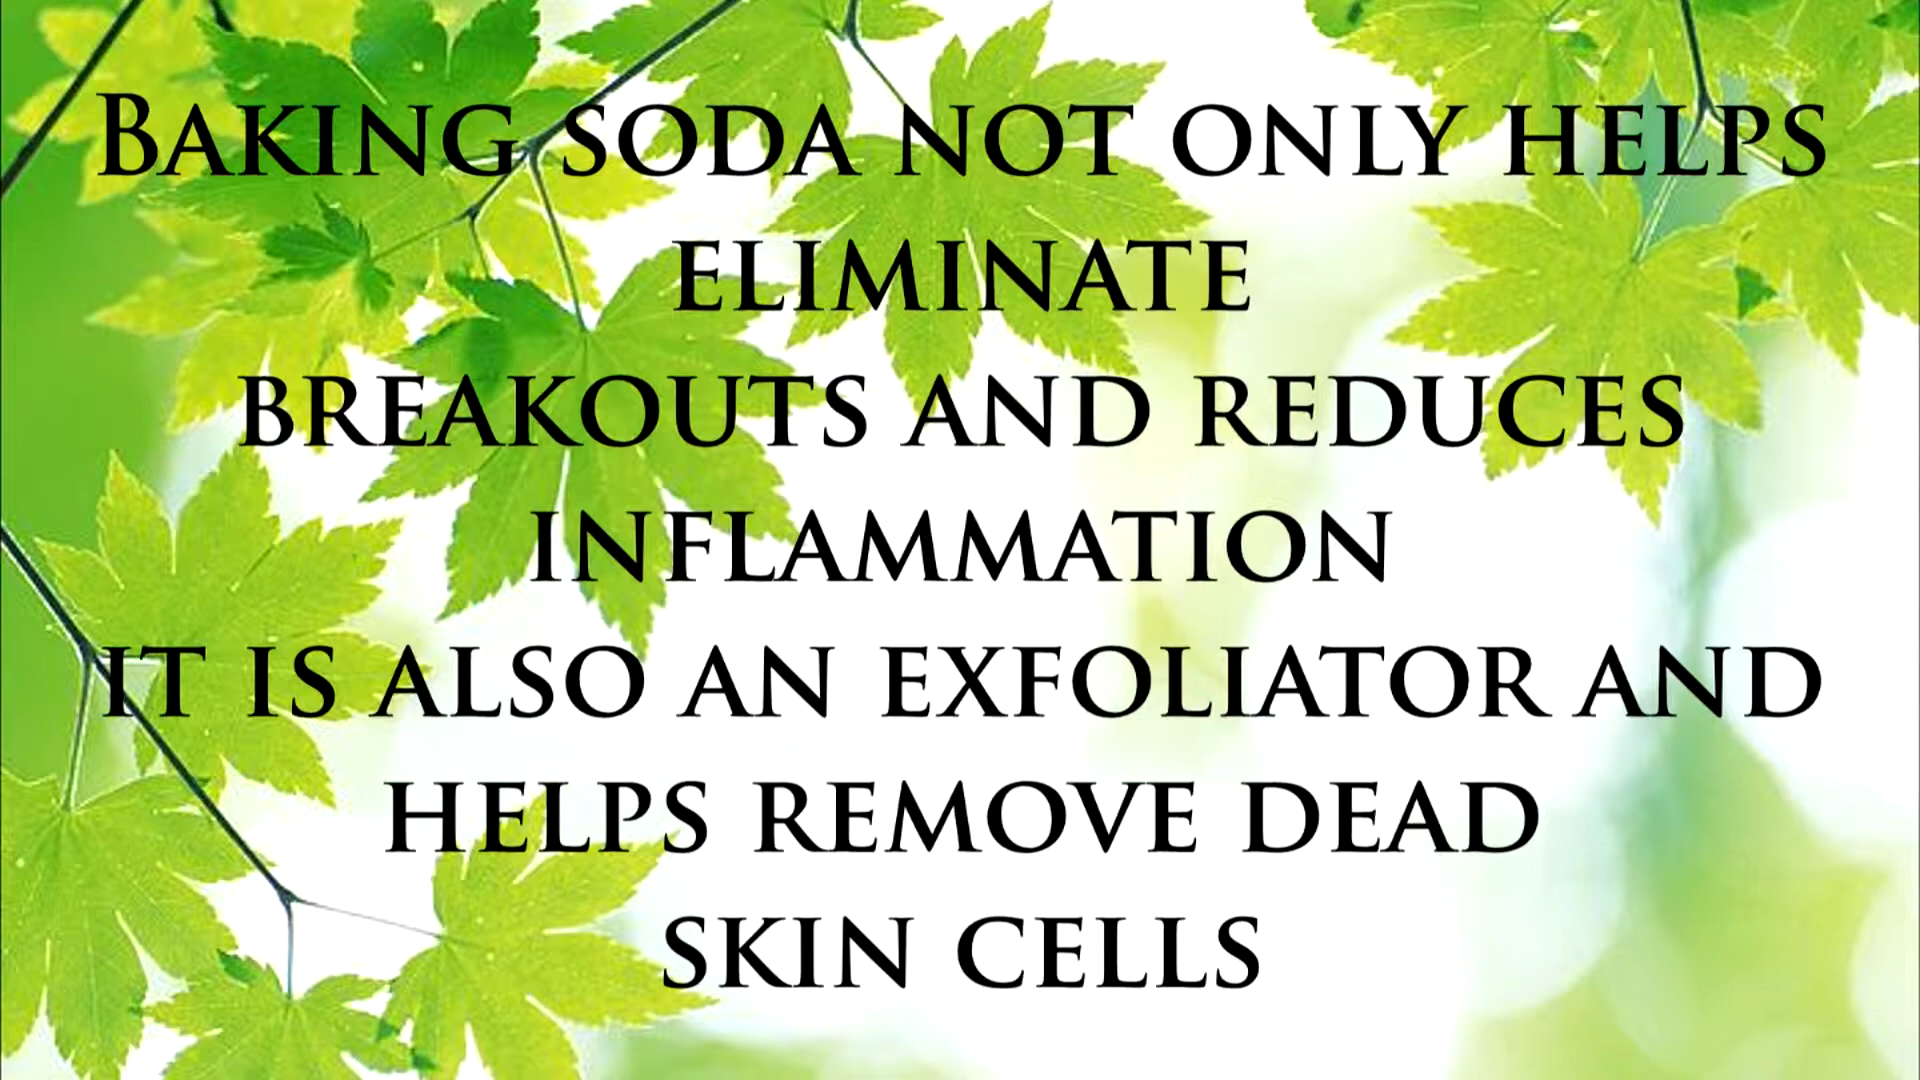 Baking soda not only helps
eliminate
breakouts and reduces
inflammation
it is also an exfoliator and
helps remove dead
skin cells